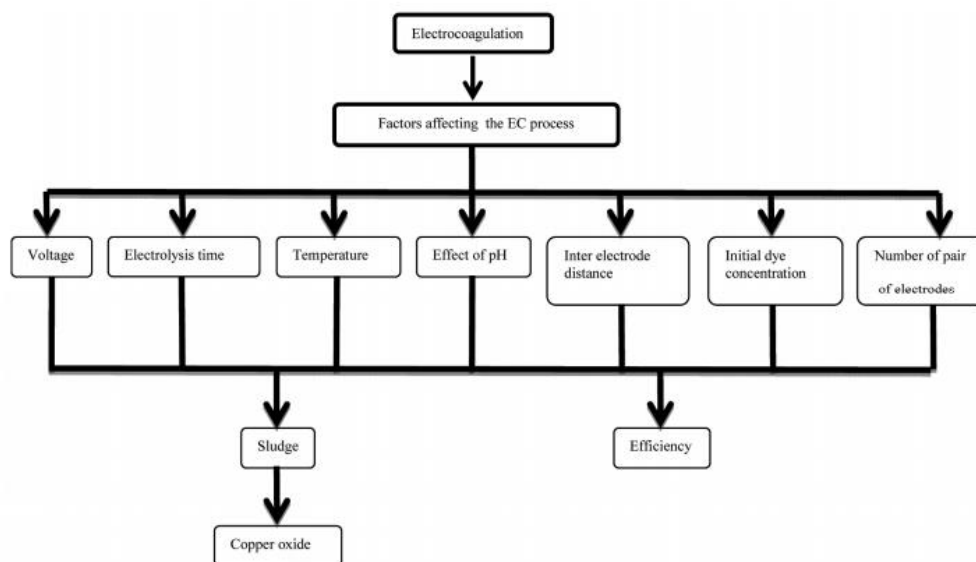 Electrocoagulation
Factors affecting the EC process
Voltage
Electrolysis time
Temperature
Effect of pH
Inter electrode
distance
Initial dye
concentration
Number of pair
of electrodes
Sludge
Efficiency
Copper oxide